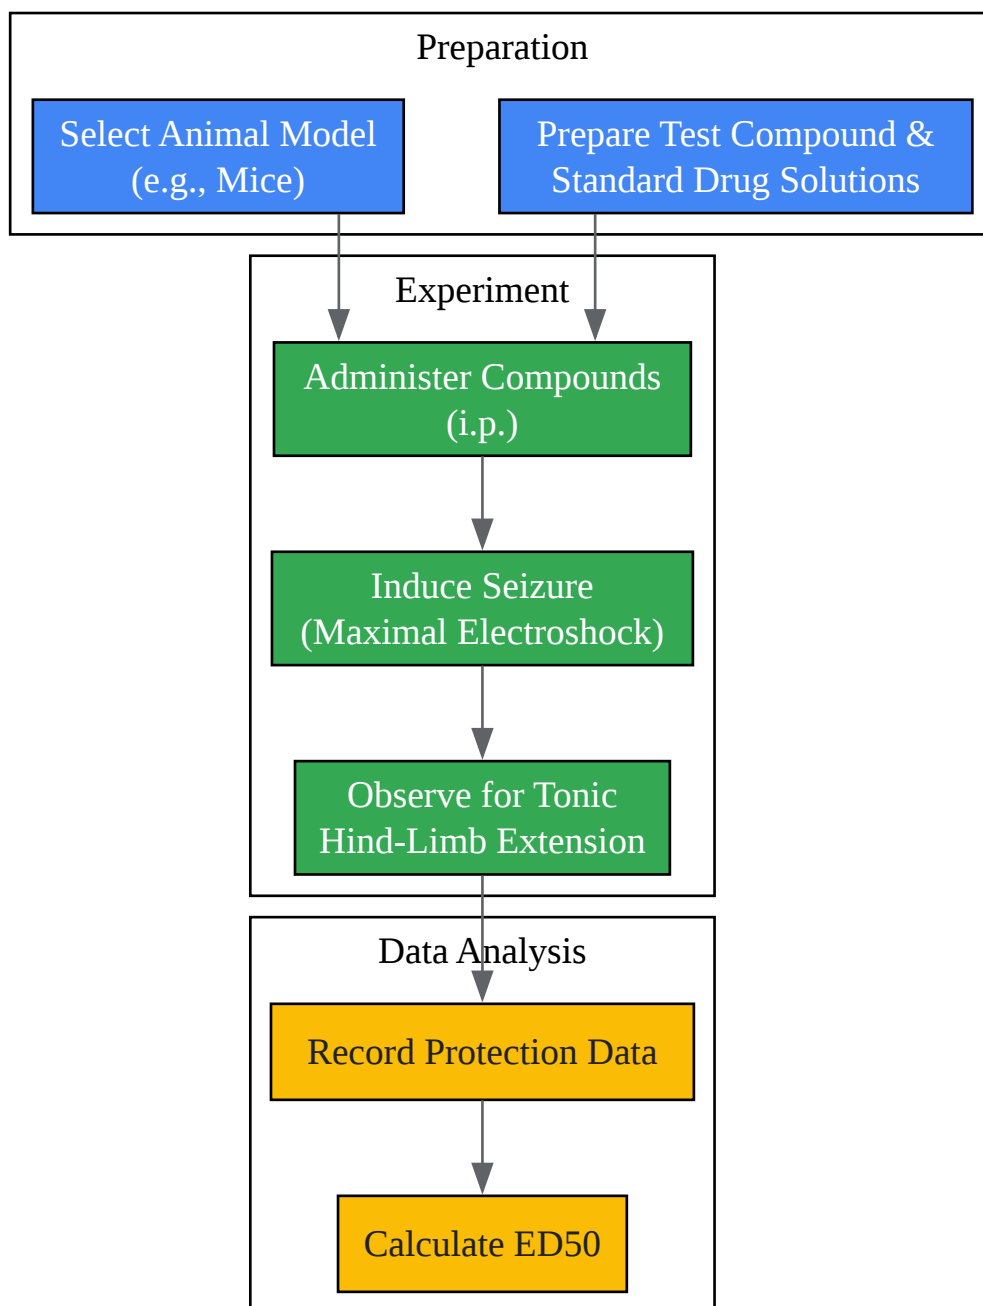 Preparation
Select Animal Model
(e.g., Mice)
Prepare Test Compound &
Standard Drug Solutions
Experiment
Administer Compounds
(i.p.)
Induce Seizure
(Maximal Electroshock)
Observe for Tonic
Hind-Limb Extension
Data Analysis
Record Protection Data
Calculate ED50